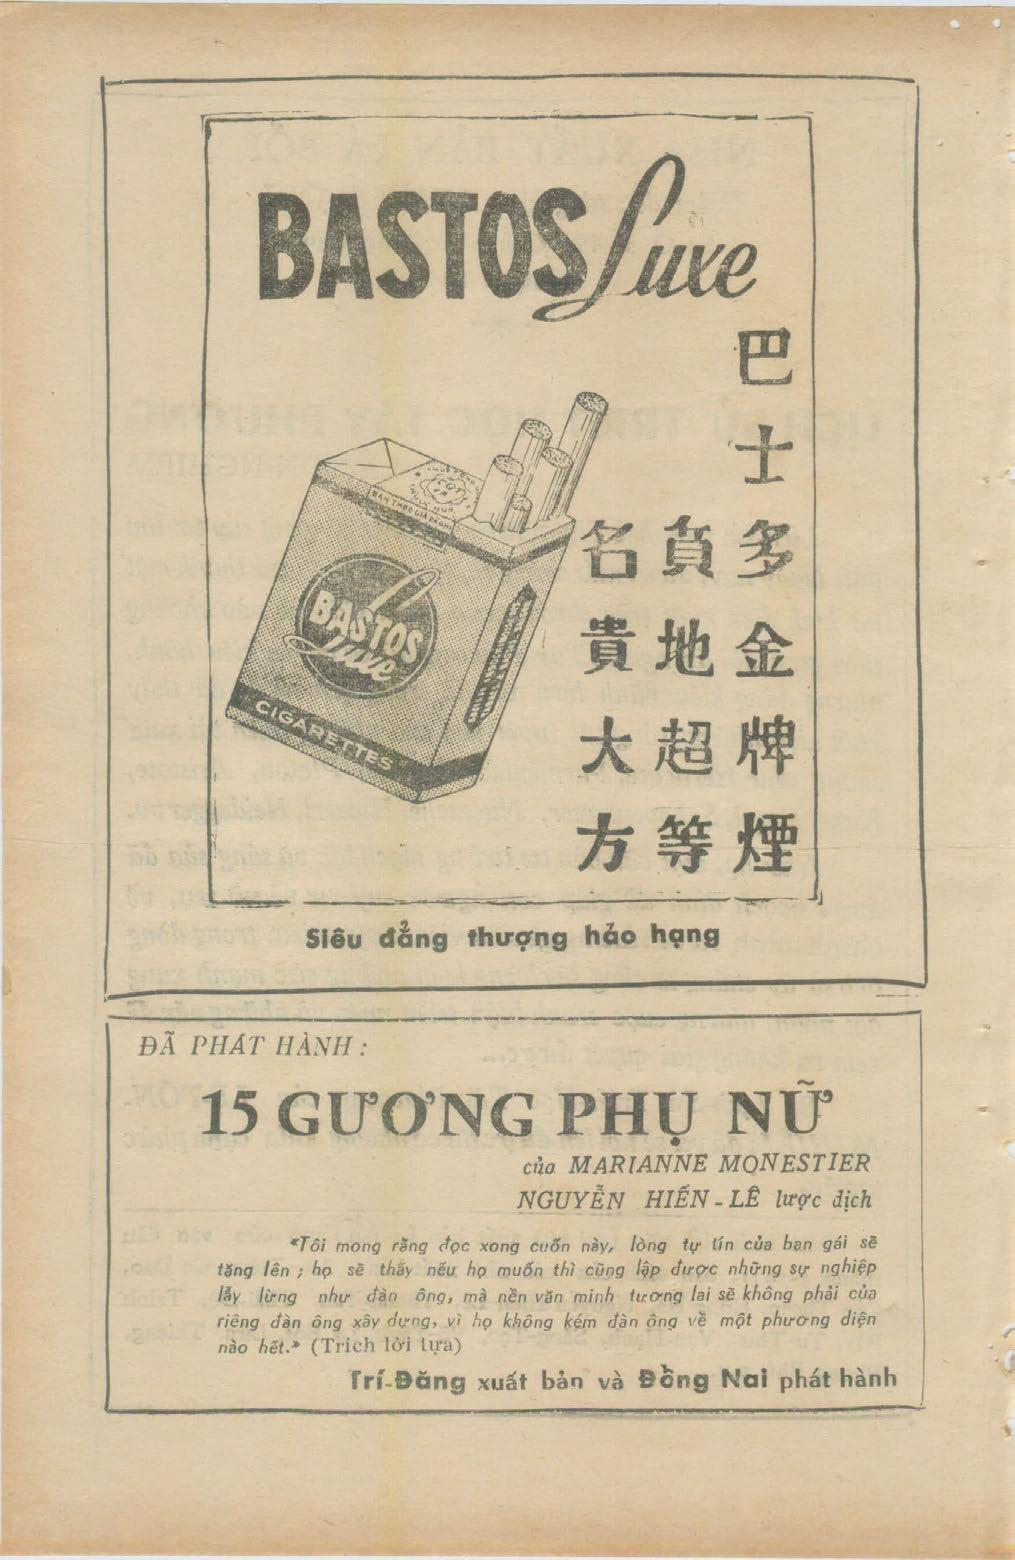 BASTOS Luxe
巴士多金牌煙
質地超等
名貴大方
BASTOS
Luxe
CIGARETTES
Siêu đẳng thượng hảo hạng
ĐÃ PHÁT HÀNH :
15 GƯƠNG PHỤ NỮ
của MARIANNE MONESTIER
NGUYỄN HIẾN-LÊ lược dịch
«Tôi mong rằng đọc xong cuốn này, lòng tự tín của bạn gái sẽ
tăng lên ; họ sẽ thấy nếu họ muốn thì cũng lập được những sự nghiệp
lẫy lừng như đàn ông, mà nền văn minh tương lai sẽ không phải của
riêng đàn ông xây dựng, vì họ không kém đàn ông về một phương diện
nào hết.» (Trích lời tựa)
Trí-Đăng xuất bản và Đồng Nai phát hành